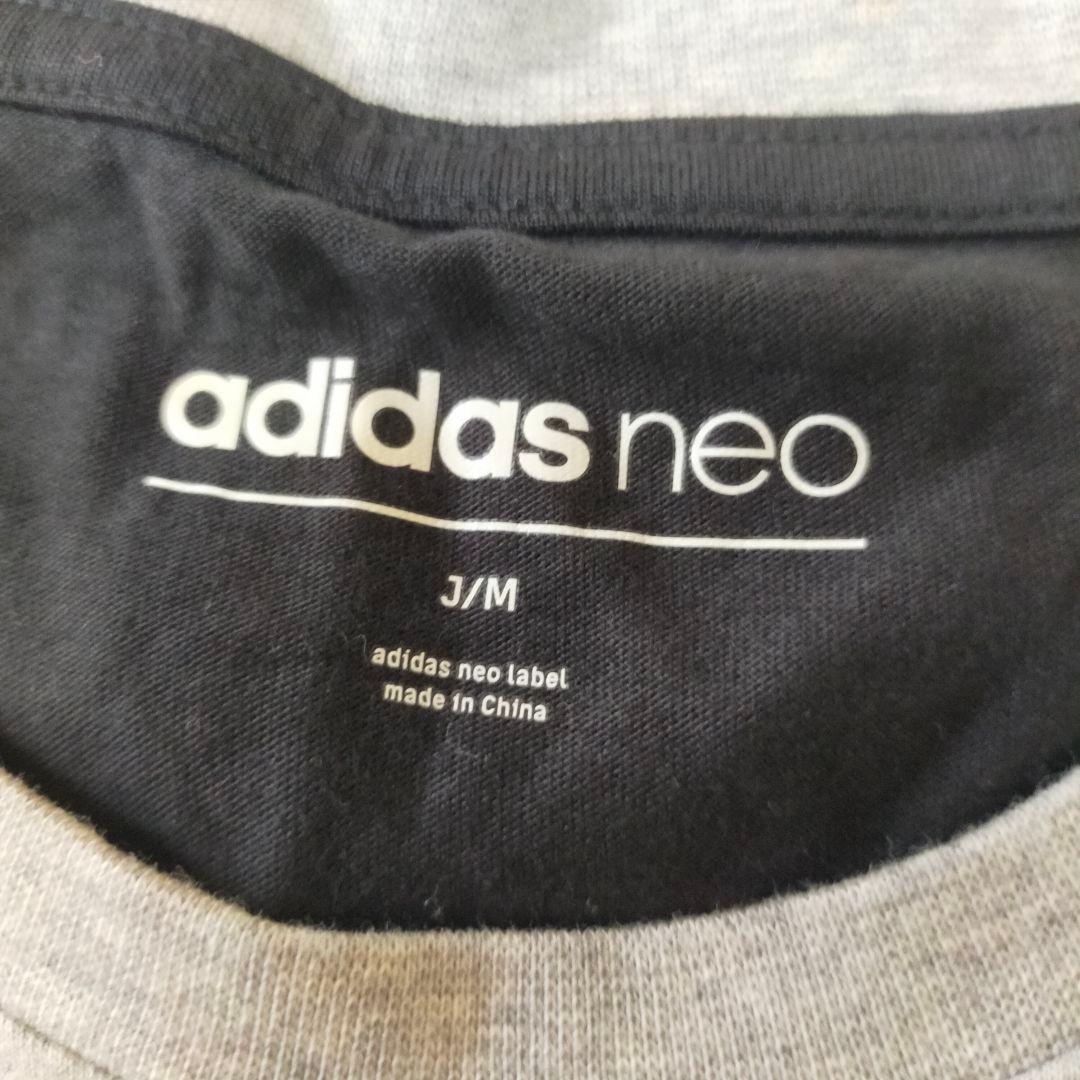 adidas neo
J/M
adidas neo label
made in China